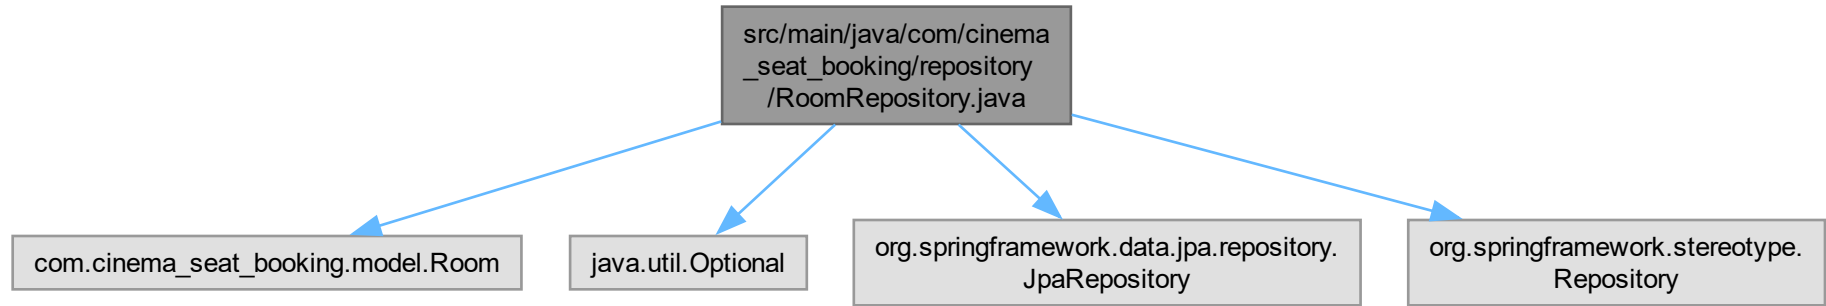 src/main/java/com/cinema
_seat_booking/repository
/RoomRepository.java
com.cinema_seat_booking.model.Room
java.util.Optional
org.springframework.data.jpa.repository.
JpaRepository
org.springframework.stereotype.
Repository